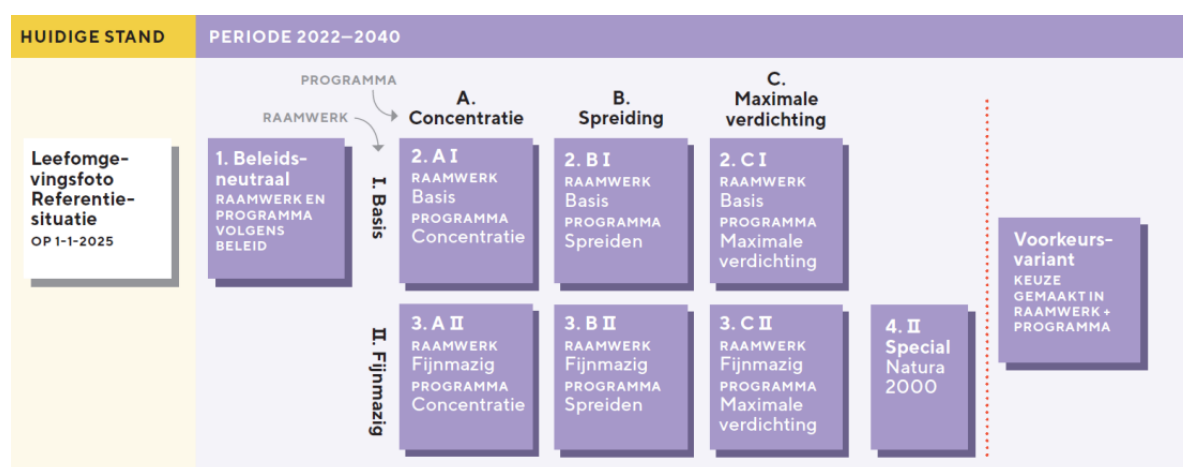 HUIDIGE STAND
PERIODE 2022–2040
PROGRAMMA
RAAMWERK
A.
Concentratie
B.
Spreiding
C.
Maximale
verdichting
Leefomge-
vingsfoto
Referentie-
situatie
OP 1-1-2025
1. Beleids-
neutraal
RAAMWERK EN
PROGRAMMA
VOLGENS
BELEID
I. Basis
2. A I
RAAMWERK
Basis
PROGRAMMA
Concentratie
2. B I
RAAMWERK
Basis
PROGRAMMA
Spreiden
2. C I
RAAMWERK
Basis
PROGRAMMA
Maximale
verdichting
II. Fijnmazig
3. A II
RAAMWERK
Fijnmazig
PROGRAMMA
Concentratie
3. B II
RAAMWERK
Fijnmazig
PROGRAMMA
Spreiden
3. C II
RAAMWERK
Fijnmazig
PROGRAMMA
Maximale
verdichting
4. II
Special
Natura
2000
Voorkeurs-
variant
KEUZE
GEMAAKT IN
RAAMWERK +
PROGRAMMA